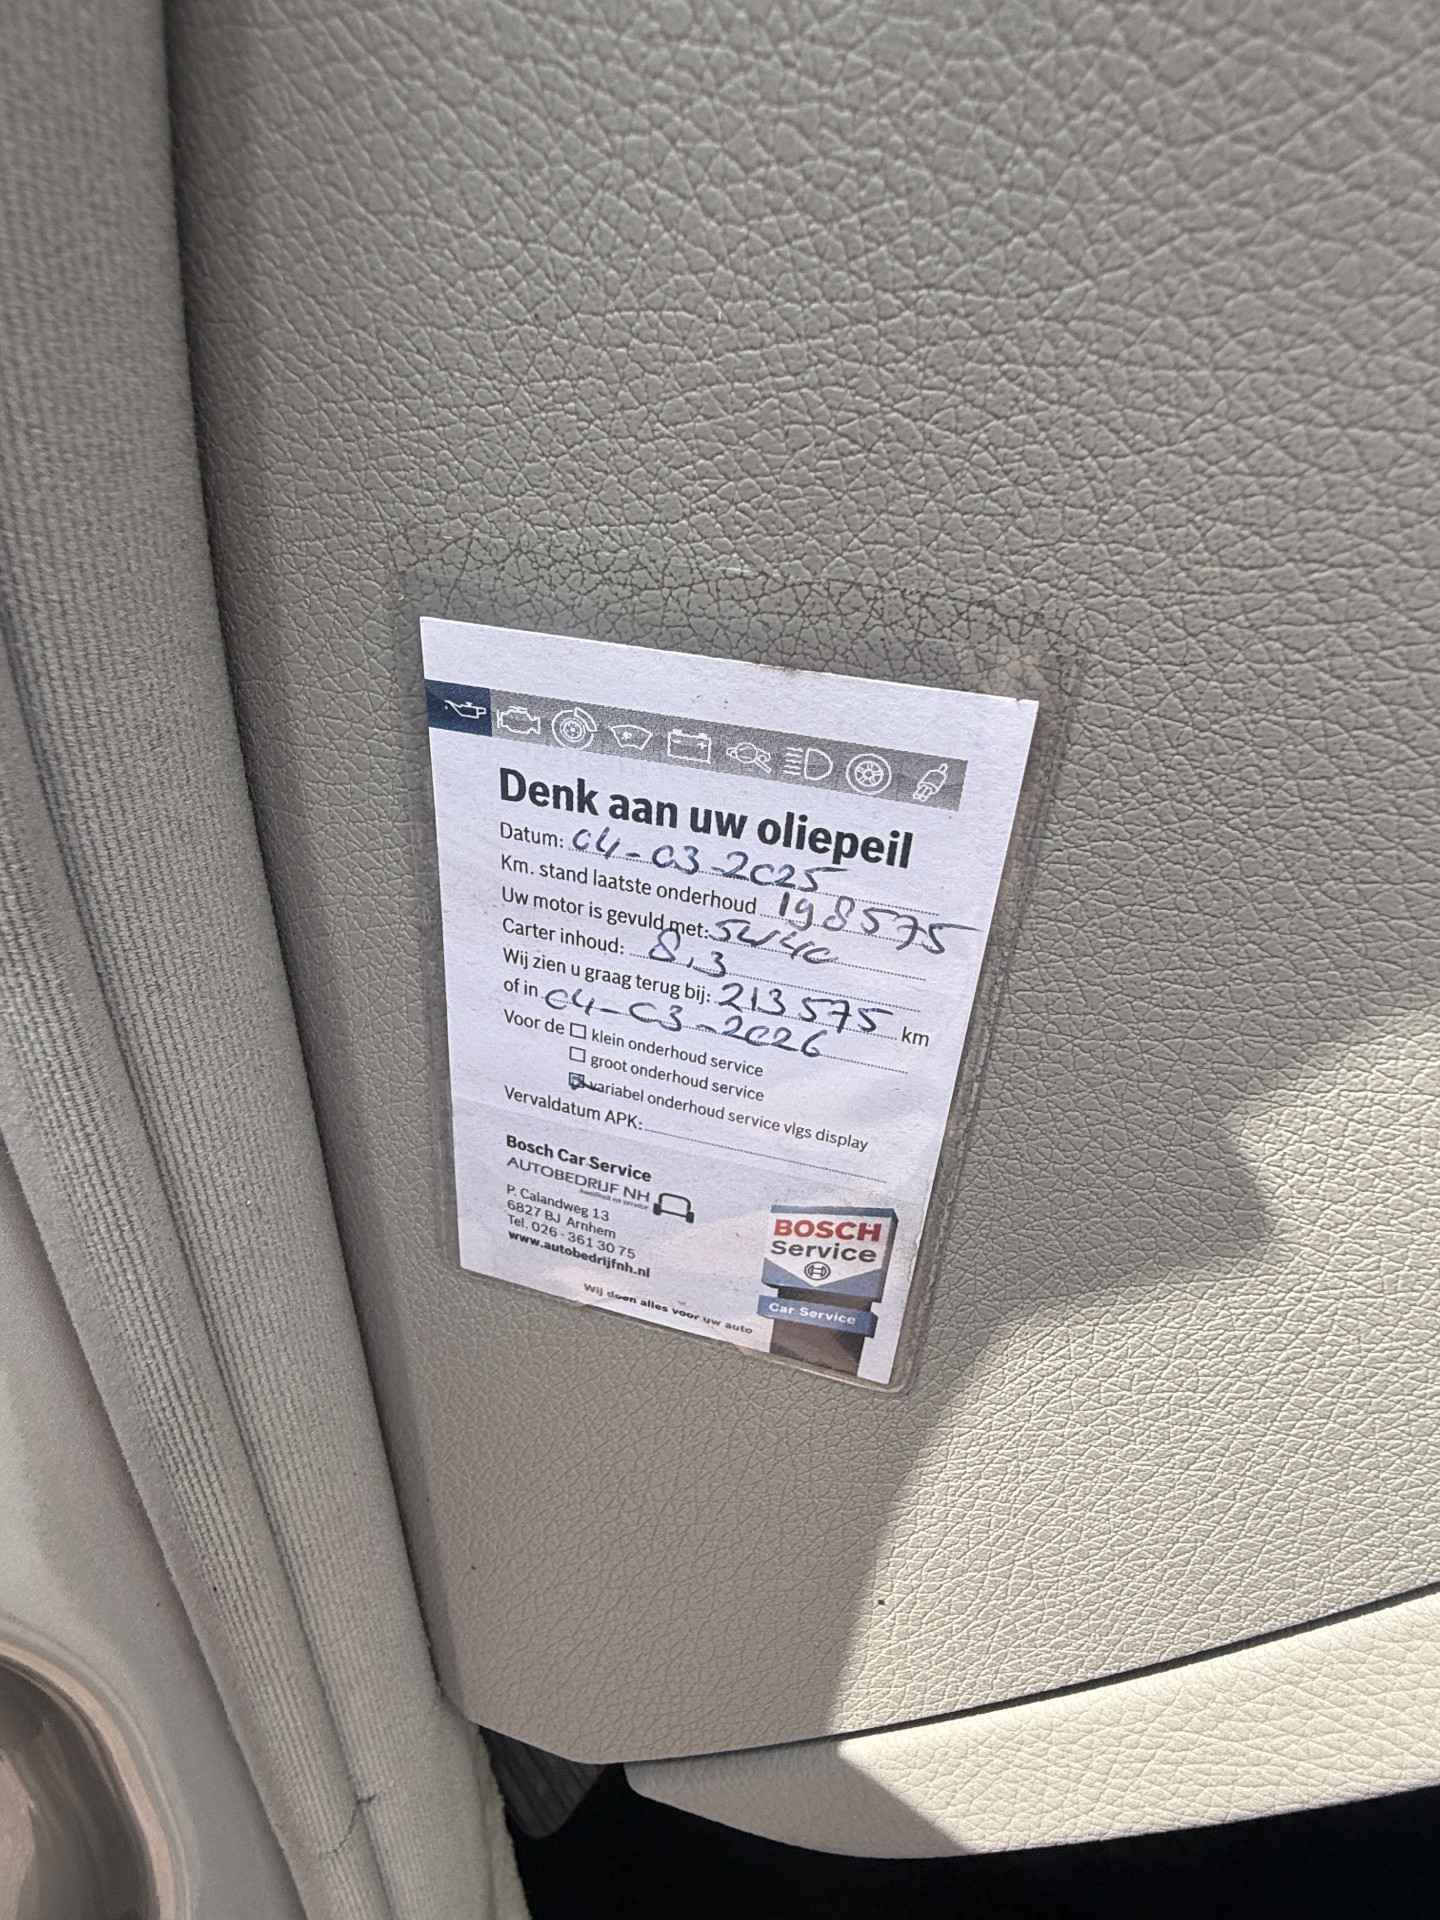 Denk aan uw oliepeil
Datum: 04-03-2025
Km. stand laatste onderhoud 198575
Uw motor is gevuld met: 5W40
Carter inhoud: 8,3
Wij zien u graag terug bij: 213575 km
of in 04-03-2026
Voor de ☐ klein onderhoud service
☐ groot onderhoud service
☑ variabel onderhoud service vlgs display
Vervaldatum APK:
Bosch Car Service
AUTOBEDRIJF NH
kwaliteit en service
P. Calandweg 13
6827 BJ Arnhem
Tel. 026 - 361 30 75
www.autobedrijfnh.nl
Wij doen alles voor uw auto
BOSCH
Service
Car Service